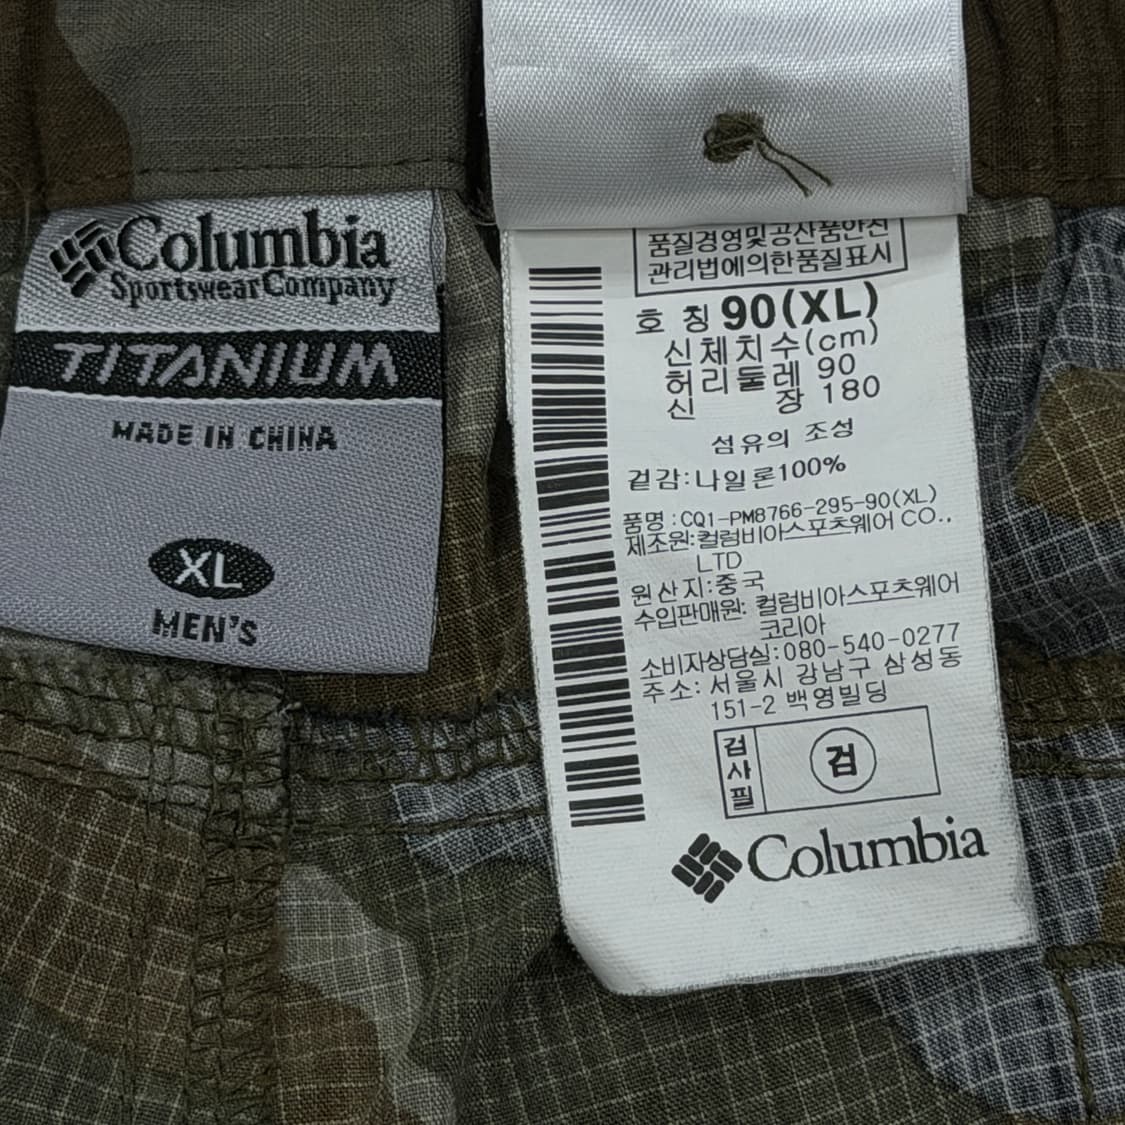 Columbia
Sportswear Company
TITANIUM
MADE IN CHINA
XL
MEN'S
품질경영및공산품안전
관리법에의한품질표시
호 칭 90(XL)
신체치수(cm)
허리둘레 90
신 장 180
섬유의 조성
겉감:나일론100%
품명:CQ1-PM8766-295-90(XL)
제조원:컬럼비아스포츠웨어 CO.,
LTD
원산지:중국
수입판매원: 컬럼비아스포츠웨어
코리아
소비자상담실:080-540-0277
주소: 서울시 강남구 삼성동
151-2 백영빌딩
검사필
검
Columbia